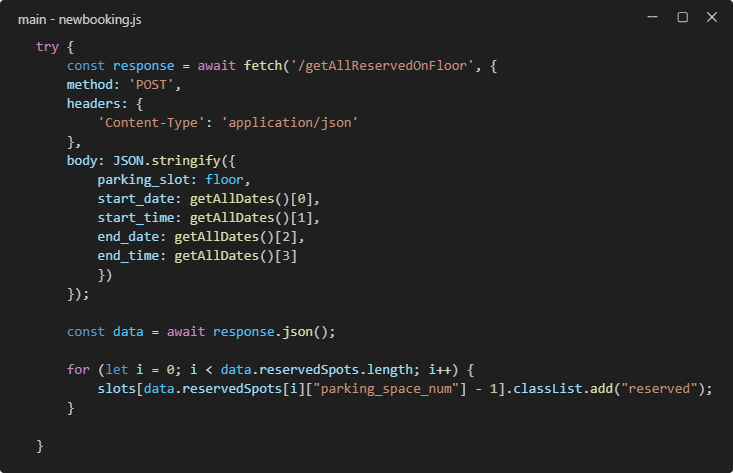 main - newbooking.js
try {
    const response = await fetch('/getAllReservedOnFloor', {
    method: 'POST',
    headers: {
        'Content-Type': 'application/json'
    },
    body: JSON.stringify({
        parking_slot: floor,
        start_date: getAllDates()[0],
        start_time: getAllDates()[1],
        end_date: getAllDates()[2],
        end_time: getAllDates()[3]
        })
    });

    const data = await response.json();

    for (let i = 0; i < data.reservedSpots.length; i++) {
        slots[data.reservedSpots[i]["parking_space_num"] - 1].classList.add("reserved");
    }

}